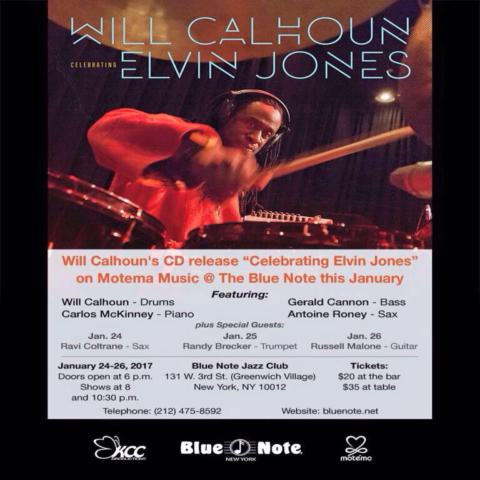 WILL CALHOUN
CELEBRATING
ELVIN JONES
Will Calhoun's CD release “Celebrating Elvin Jones”
on Motema Music @ The Blue Note this January
Featuring:
Will Calhoun - Drums
Gerald Cannon - Bass
Carlos McKinney - Piano
Antoine Roney - Sax
plus Special Guests:
Jan. 24
Ravi Coltrane - Sax
Jan. 25
Randy Brecker - Trumpet
Jan. 26
Russell Malone - Guitar
January 24-26, 2017
Doors open at 6 p.m.
Shows at 8
and 10:30 p.m.
Blue Note Jazz Club
131 W. 3rd St. (Greenwich Village)
New York, NY 10012
Tickets:
$20 at the bar
$35 at table
Telephone: (212) 475-8592
Website: bluenote.net
KCC
Blue Note
NEW YORK
motema